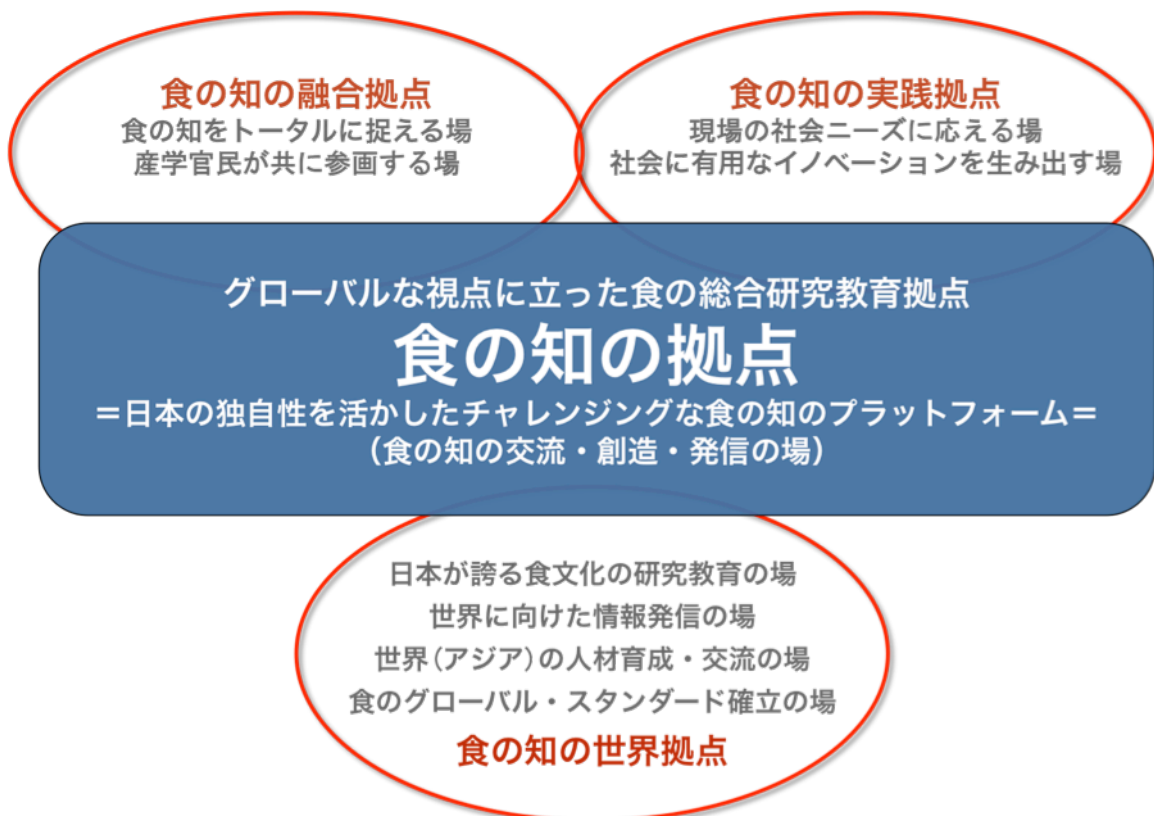 食の知の融合拠点
食の知をトータルに捉える場
産学官民が共に参画する場
食の知の実践拠点
現場の社会ニーズに応える場
社会に有用なイノベーションを生み出す場
グローバルな視点に立った食の総合研究教育拠点
食の知の拠点
＝日本の独自性を活かしたチャレンジングな食の知のプラットフォーム＝
（食の知の交流・創造・発信の場）
日本が誇る食文化の研究教育の場
世界に向けた情報発信の場
世界（アジア）の人材育成・交流の場
食のグローバル・スタンダード確立の場
食の知の世界拠点